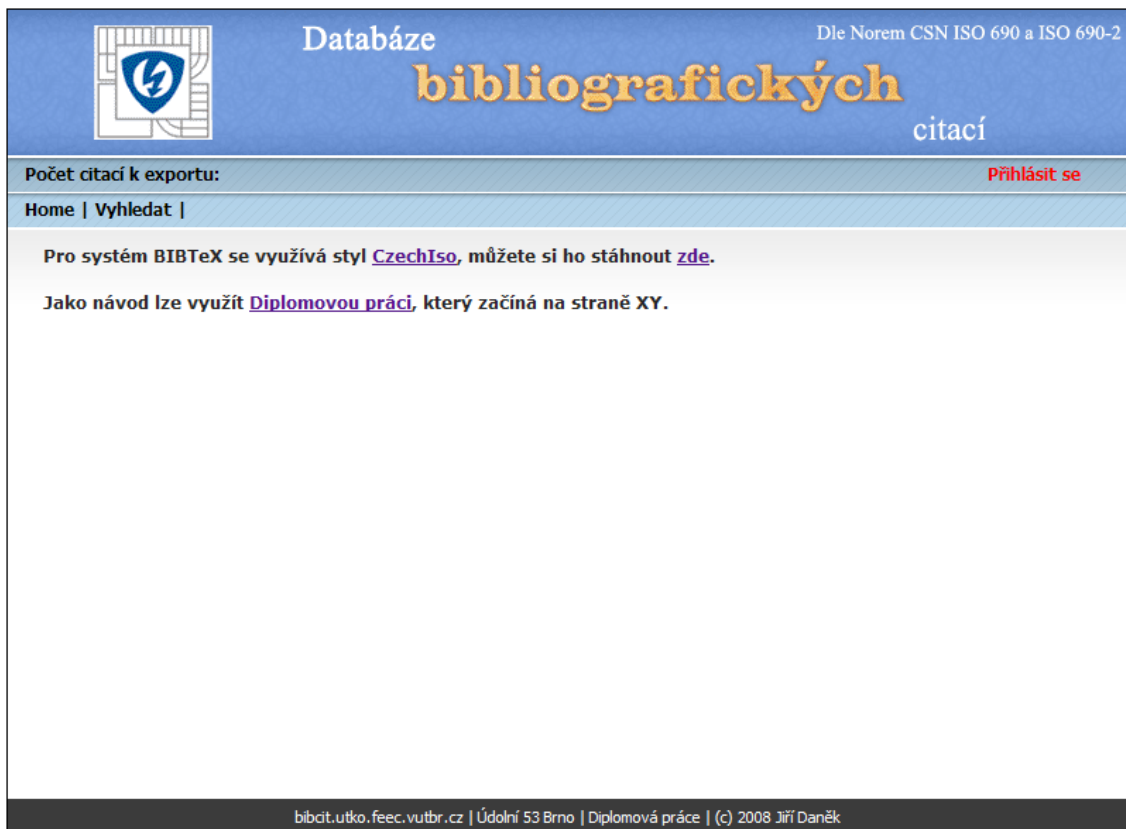 Databáze
Dle Norem CSN ISO 690 a ISO 690-2
bibliografických
citací
Počet citací k exportu:
Přihlásit se
Home | Vyhledat |
Pro systém BIBTeX se využívá styl CzechIso, můžete si ho stáhnout zde.
Jako návod lze využít Diplomovou práci, který začíná na straně XY.
bibcit.utko.feec.vutbr.cz | Údolní 53 Brno | Diplomová práce | (c) 2008 Jiří Daněk